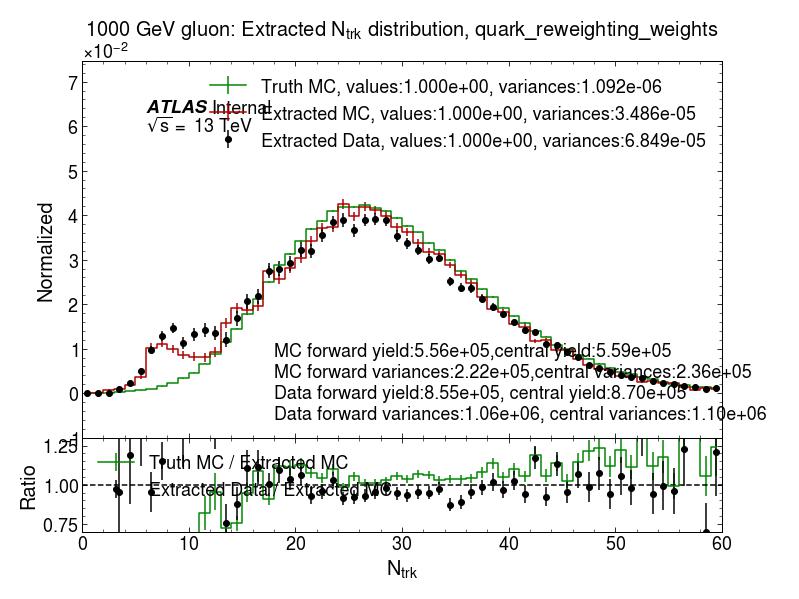 1000 GeV gluon: Extracted Ntrk distribution, quark_reweighting_weights
×10−2
Truth MC, values:1.000e+00, variances:1.092e-06
ATLAS Internal
Extracted MC, values:1.000e+00, variances:3.486e-05
√s = 13 TeV
Extracted Data, values:1.000e+00, variances:6.849e-05
7
6
5
4
3
2
1
0
−1
Normalized
MC forward yield:5.56e+05,central yield:5.59e+05
MC forward variances:2.22e+05,central variances:2.36e+05
Data forward yield:8.55e+05, central yield:8.70e+05
Data forward variances:1.06e+06, central variances:1.10e+06
1.25
1.00
0.75
Ratio
Truth MC / Extracted MC
Extracted Data / Extracted MC
0 10 20 30 40 50 60
Ntrk